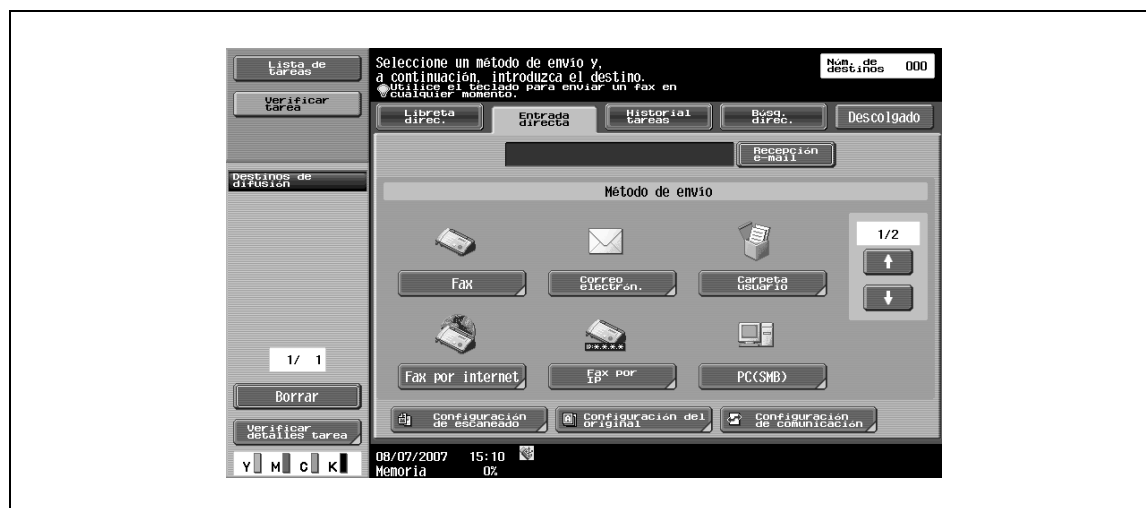 Lista de
tareas
Verificar
tarea
Destinos de
difusión
1/ 1
Borrar
Verificar
detalles tarea
Y M C K
Seleccione un método de envío y,
a continuación, introduzca el destino.
Utilice el teclado para enviar un fax en
cualquier momento.
Núm. de
destinos 000
Libreta
direc.
Entrada
directa
Historial
tareas
Búsq.
direc.
Descolgado
Recepción
e-mail
Método de envío
Fax
Correo
electrón.
Carpeta
usuario
1/2
Fax por internet
Fax por
IP
PC(SMB)
Configuración
de escaneado
Configuración del
original
Configuración
de comunicación
08/07/2007 15:10
Memoria 0%